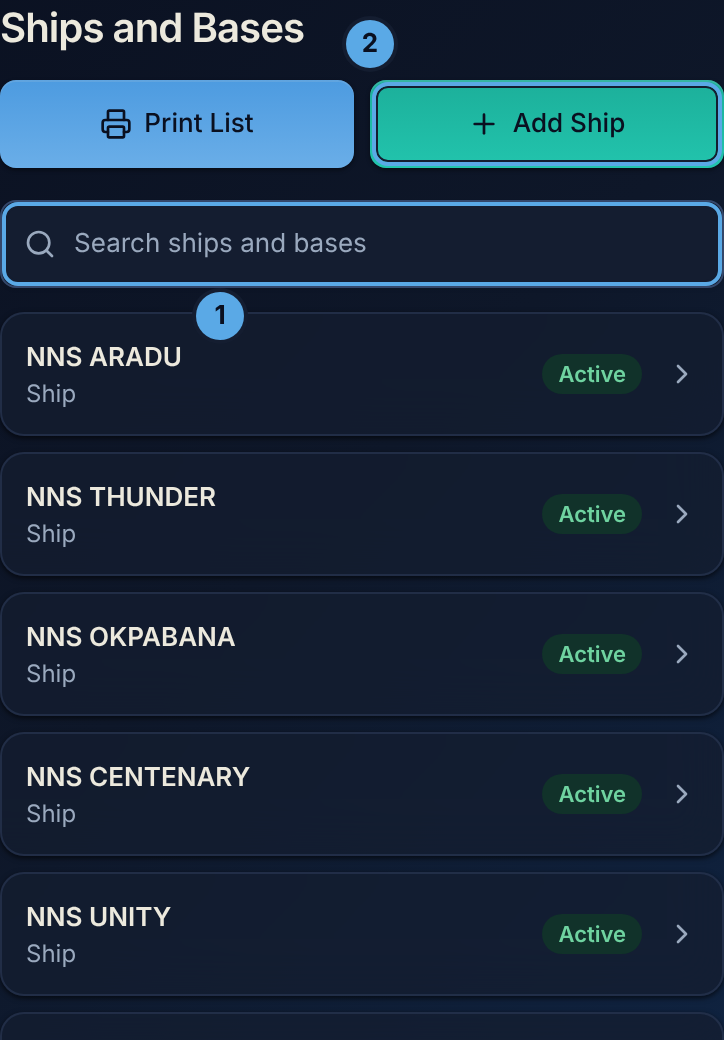 Ships and Bases
2
Print List
Add Ship
Search ships and bases
1
NNS ARADU
Ship
Active
NNS THUNDER
Ship
Active
NNS OKPABANA
Ship
Active
NNS CENTENARY
Ship
Active
NNS UNITY
Ship
Active